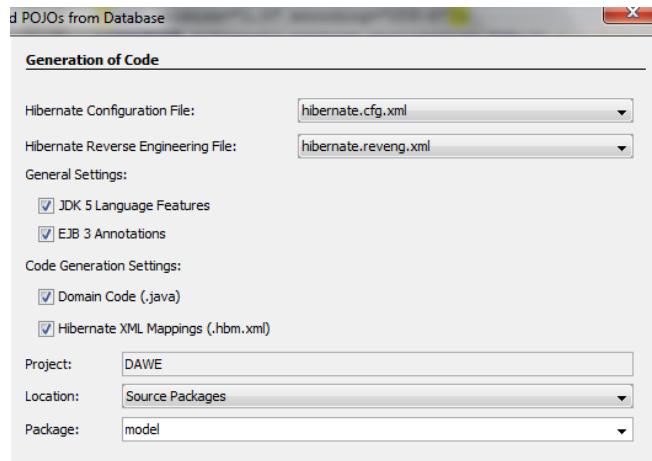 d POJOs from Database
Generation of Code
Hibernate Configuration File: hibernate.cfg.xml
Hibernate Reverse Engineering File: hibernate.reveng.xml
General Settings:
JDK 5 Language Features
EJB 3 Annotations
Code Generation Settings:
Domain Code (.java)
Hibernate XML Mappings (.hbm.xml)
Project: DAWE
Location: Source Packages
Package: model